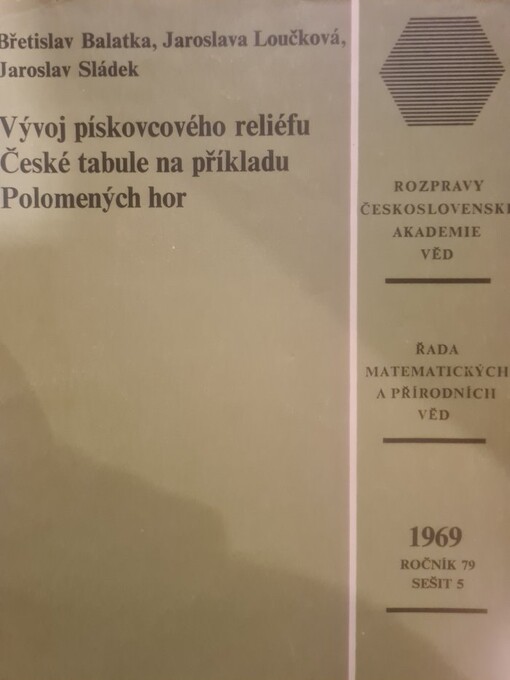 Břetislav Balatka, Jaroslava Loučková,
Jaroslav Sládek
Vývoj pískovcového reliéfu
České tabule na příkladu
Polomených hor
ROZPRAVY
ČESKOSLOVENSKÉ
AKADEMIE
VĚD
ŘADA
MATEMATICKÝCH
A PŘÍRODNÍCH
VĚD
1969
ROČNÍK 79
SEŠIT 5